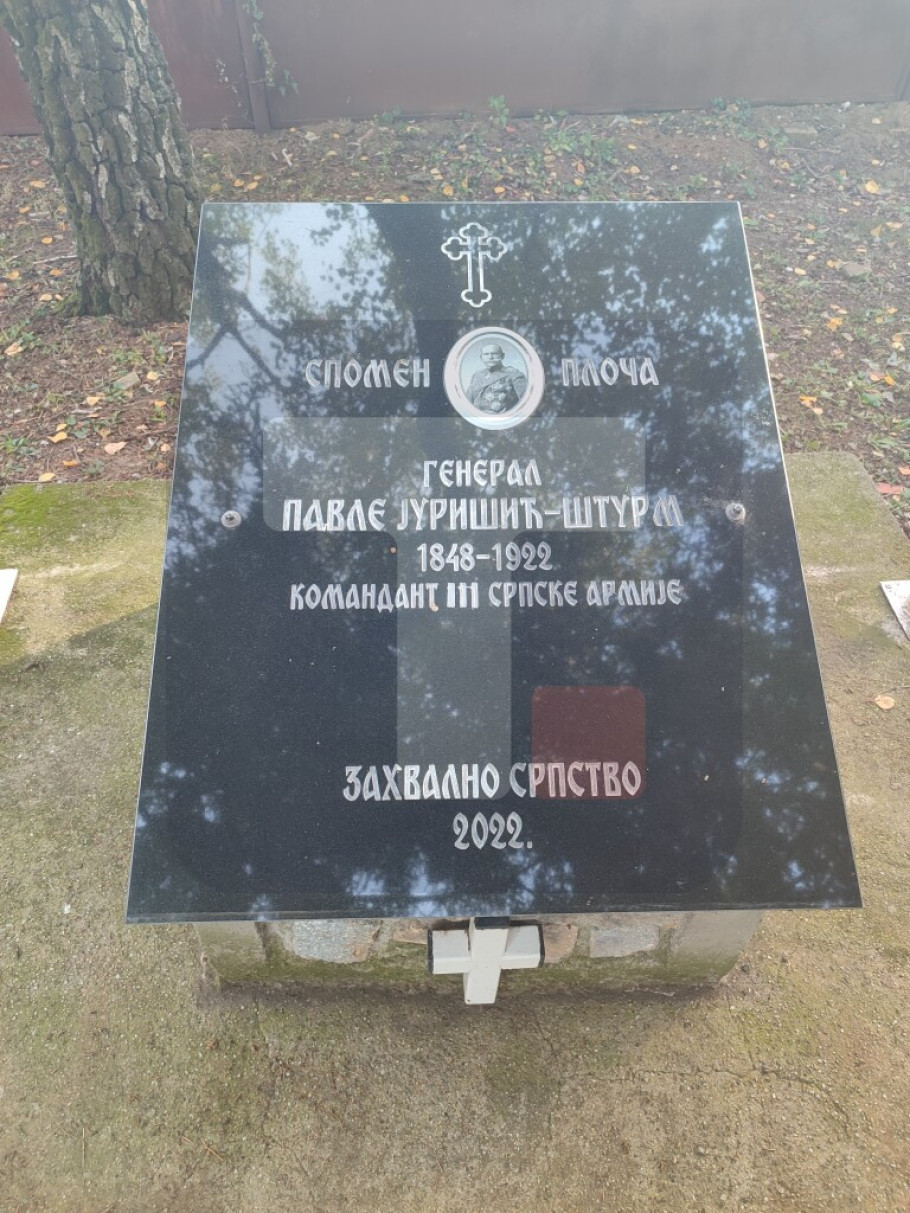 СПОМЕН ПЛОЧА
ГЕНЕРАЛ
ПАВЛЕ ЈУРИШИЋ-ШТУРМ
1848-1922
КОМАНДАНТ III СРПСКЕ АРМИЈЕ
ЗАХВАЛНО СРПСТВО
2022.